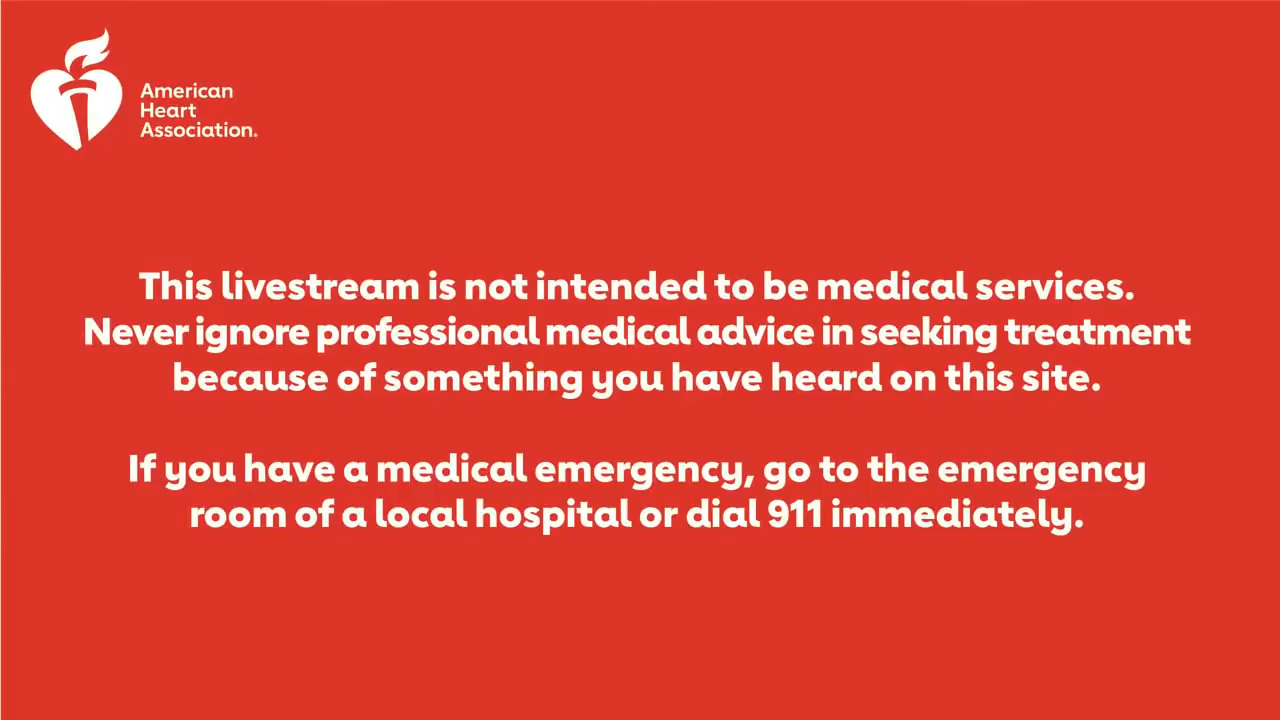 American
Heart
Association.
This livestream is not intended to be medical services.
Never ignore professional medical advice in seeking treatment
because of something you have heard on this site.
If you have a medical emergency, go to the emergency
room of a local hospital or dial 911 immediately.